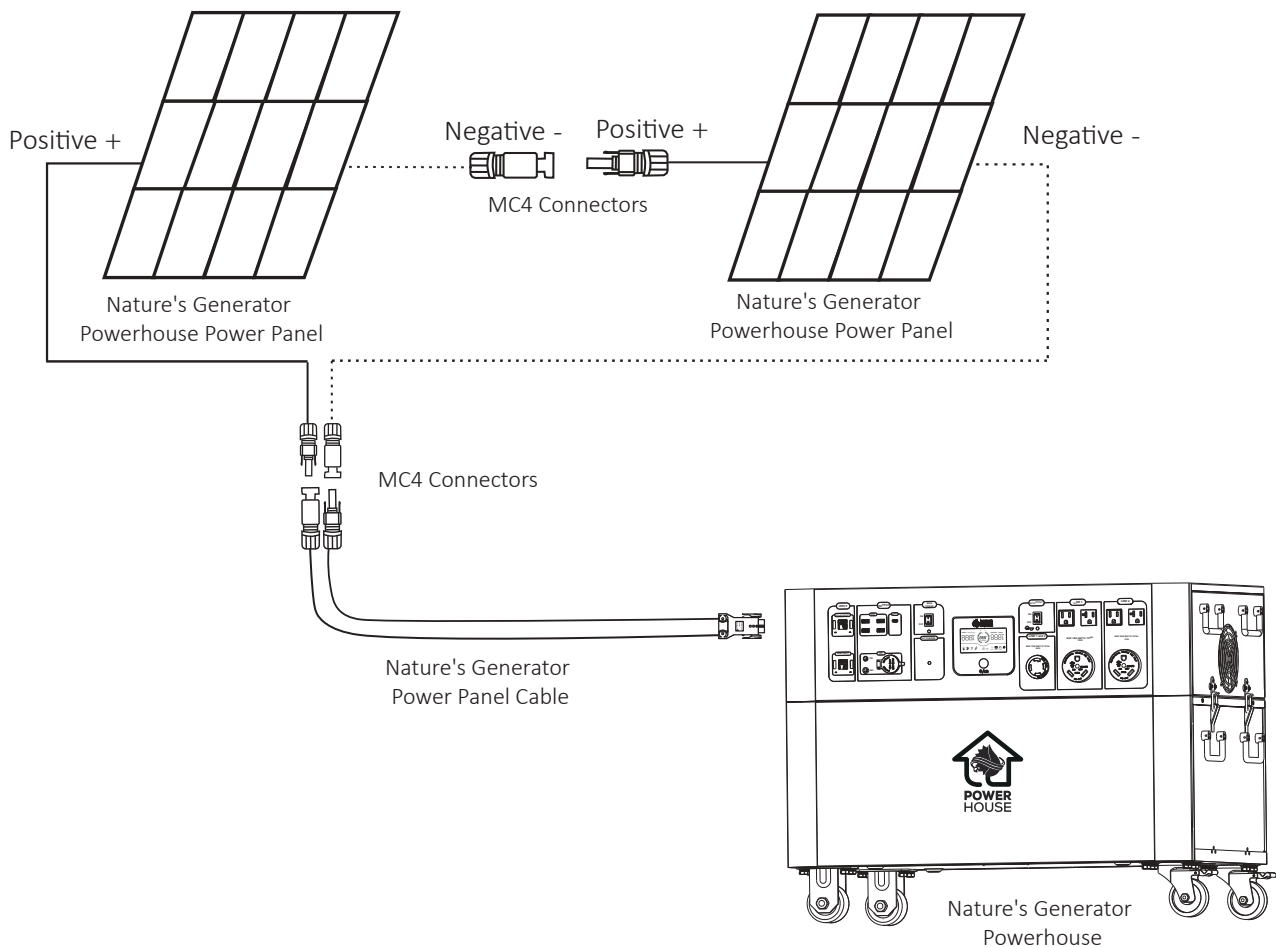 Positive +
Negative -
Positive +
Negative -
MC4 Connectors
Nature's Generator
Powerhouse Power Panel
Nature's Generator
Powerhouse Power Panel
MC4 Connectors
Nature's Generator
Power Panel Cable
POWER
HOUSE
Nature's Generator
Powerhouse